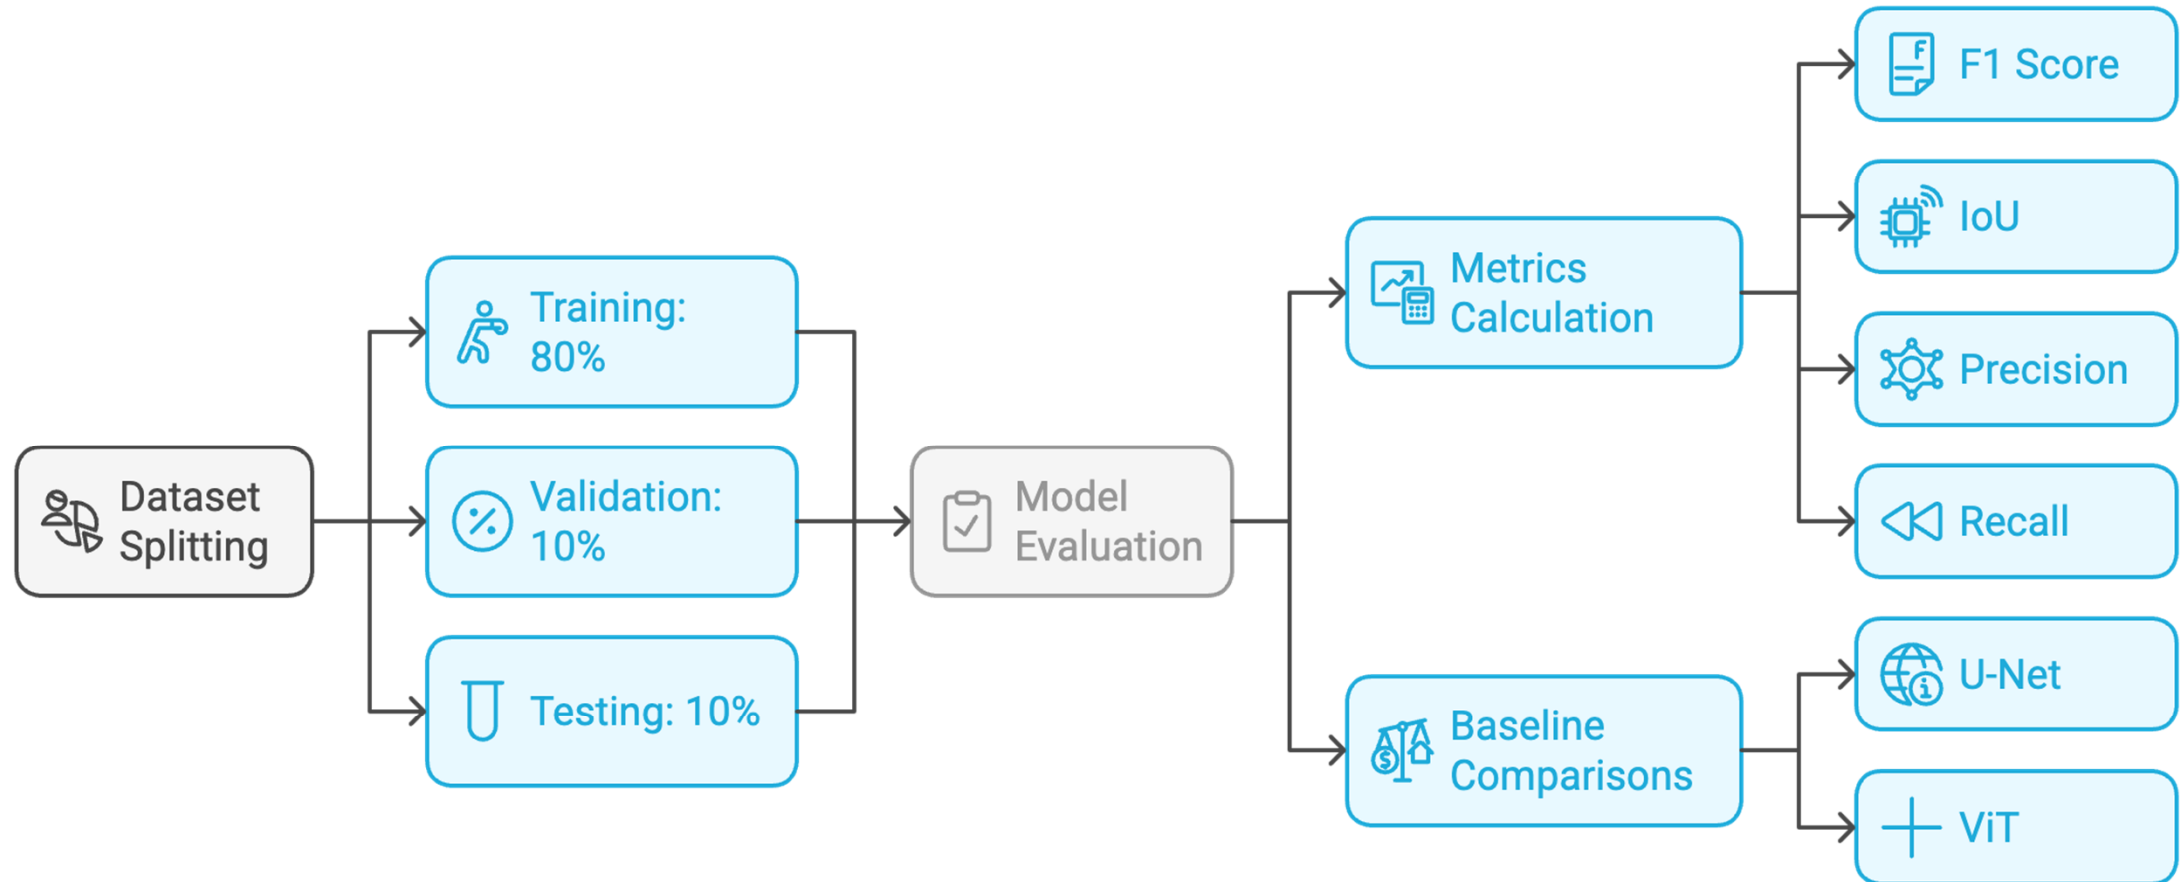 Dataset
Splitting
Training:
80%
Validation:
10%
Testing: 10%
Model
Evaluation
Metrics
Calculation
Baseline
Comparisons
F1 Score
IoU
Precision
Recall
U-Net
ViT